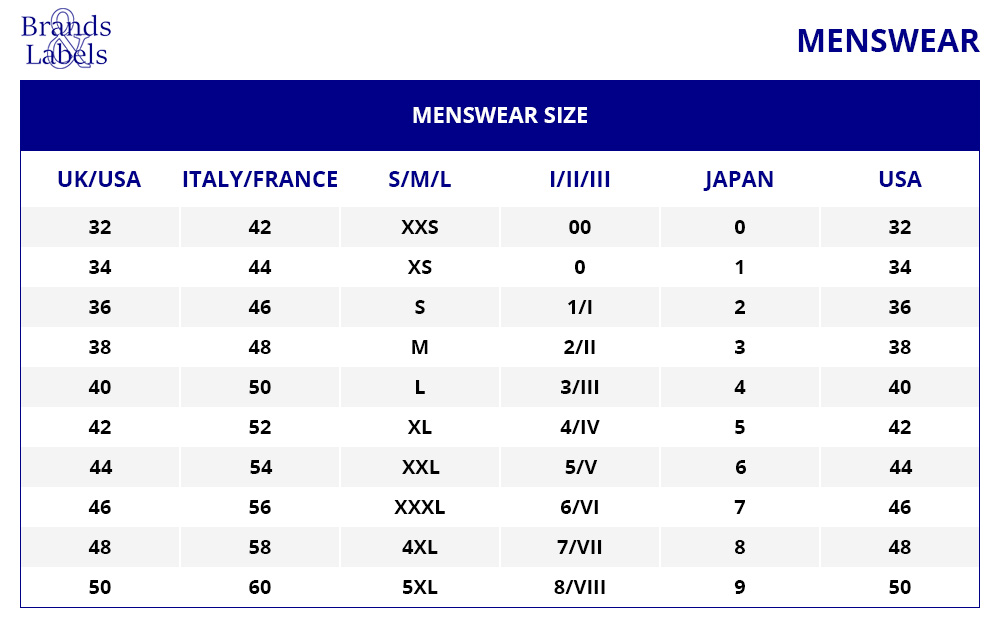 Brands
&
Labels
MENSWEAR
MENSWEAR SIZE
UK/USA ITALY/FRANCE S/M/L I/II/III JAPAN USA
32 42 XXS 00 0 32
34 44 XS 0 1 34
36 46 S 1/I 2 36
38 48 M 2/II 3 38
40 50 L 3/III 4 40
42 52 XL 4/IV 5 42
44 54 XXL 5/V 6 44
46 56 XXXL 6/VI 7 46
48 58 4XL 7/VII 8 48
50 60 5XL 8/VIII 9 50